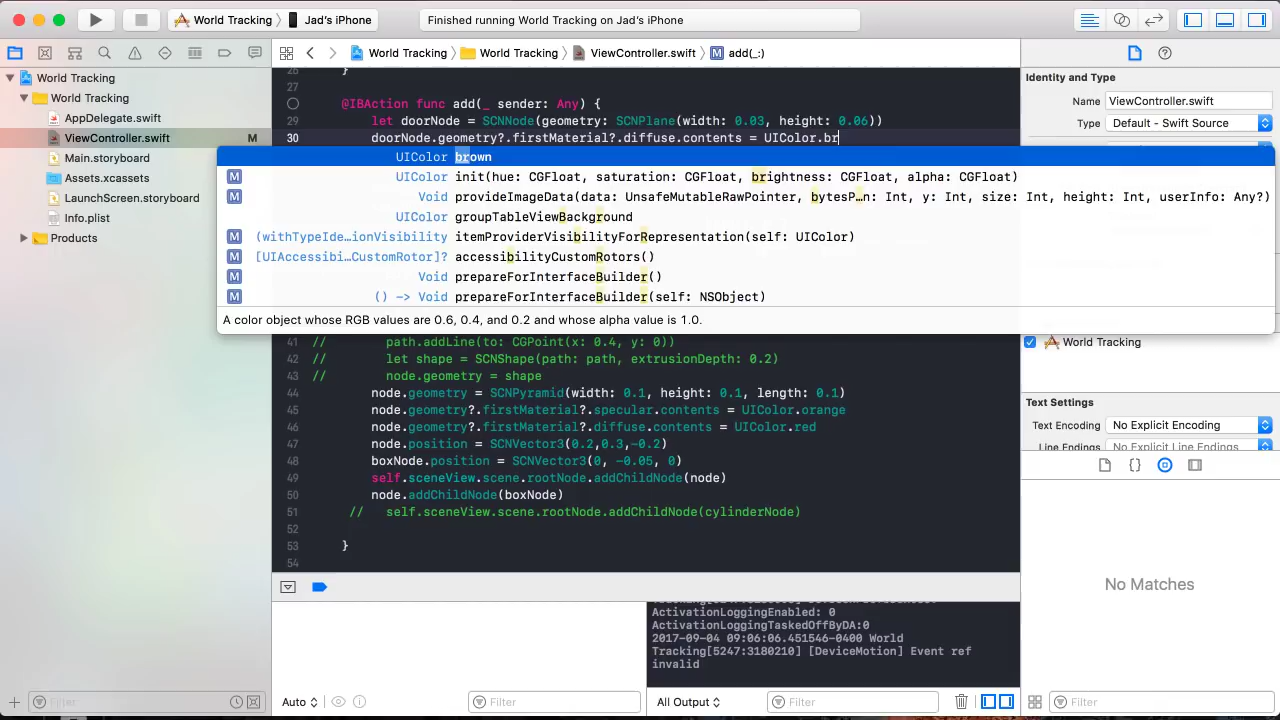 World Tracking
Jad's iPhone
Finished running World Tracking on Jad's iPhone
World Tracking
World Tracking
ViewController.swift
add(_:)
World Tracking
World Tracking
AppDelegate.swift
ViewController.swift
M
Main.storyboard
Assets.xcassets
LaunchScreen.storyboard
Info.plist
Products
26 }
27
@IBAction func add(_ sender: Any) {
29 let doorNode = SCNNode(geometry: SCNPlane(width: 0.03, height: 0.06))
30 doorNode.geometry?.firstMaterial?.diffuse.contents = UIColor.br
UIColor brown
M UIColor init(hue: CGFloat, saturation: CGFloat, brightness: CGFloat, alpha: CGFloat)
M Void provideImageData(data: UnsafeMutableRawPointer, bytesP…n: Int, y: Int, size: Int, height: Int, userInfo: Any?)
UIColor groupTableViewBackground
M (withTypeIde…ionVisibility itemProviderVisibilityForRepresentation(self: UIColor)
M [UIAccessibi…CustomRotor]? accessibilityCustomRotors()
M Void prepareForInterfaceBuilder()
M () -> Void prepareForInterfaceBuilder(self: NSObject)
A color object whose RGB values are 0.6, 0.4, and 0.2 and whose alpha value is 1.0.
41 // path.addLine(to: CGPoint(x: 0.4, y: 0))
42 // let shape = SCNShape(path: path, extrusionDepth: 0.2)
43 // node.geometry = shape
44 node.geometry = SCNPyramid(width: 0.1, height: 0.1, length: 0.1)
45 node.geometry?.firstMaterial?.specular.contents = UIColor.orange
46 node.geometry?.firstMaterial?.diffuse.contents = UIColor.red
47 node.position = SCNVector3(0.2,0.3,-0.2)
48 boxNode.position = SCNVector3(0, -0.05, 0)
49 self.sceneView.scene.rootNode.addChildNode(node)
50 node.addChildNode(boxNode)
51 // self.sceneView.scene.rootNode.addChildNode(cylinderNode)
52
53 }
54
Identity and Type
Name ViewController.swift
Type Default - Swift Source
World Tracking
Text Settings
Text Encoding No Explicit Encoding
Line Endings No Explicit Line Endings
No Matches
ActivationLoggingEnabled: 0
ActivationLoggingTaskedOffByDA:0
2017-09-04 09:06:06.451546-0400 World
Tracking[5247:3180210] [DeviceMotion] Event ref
invalid
Filter
Auto
Filter
All Output
Filter
Filter